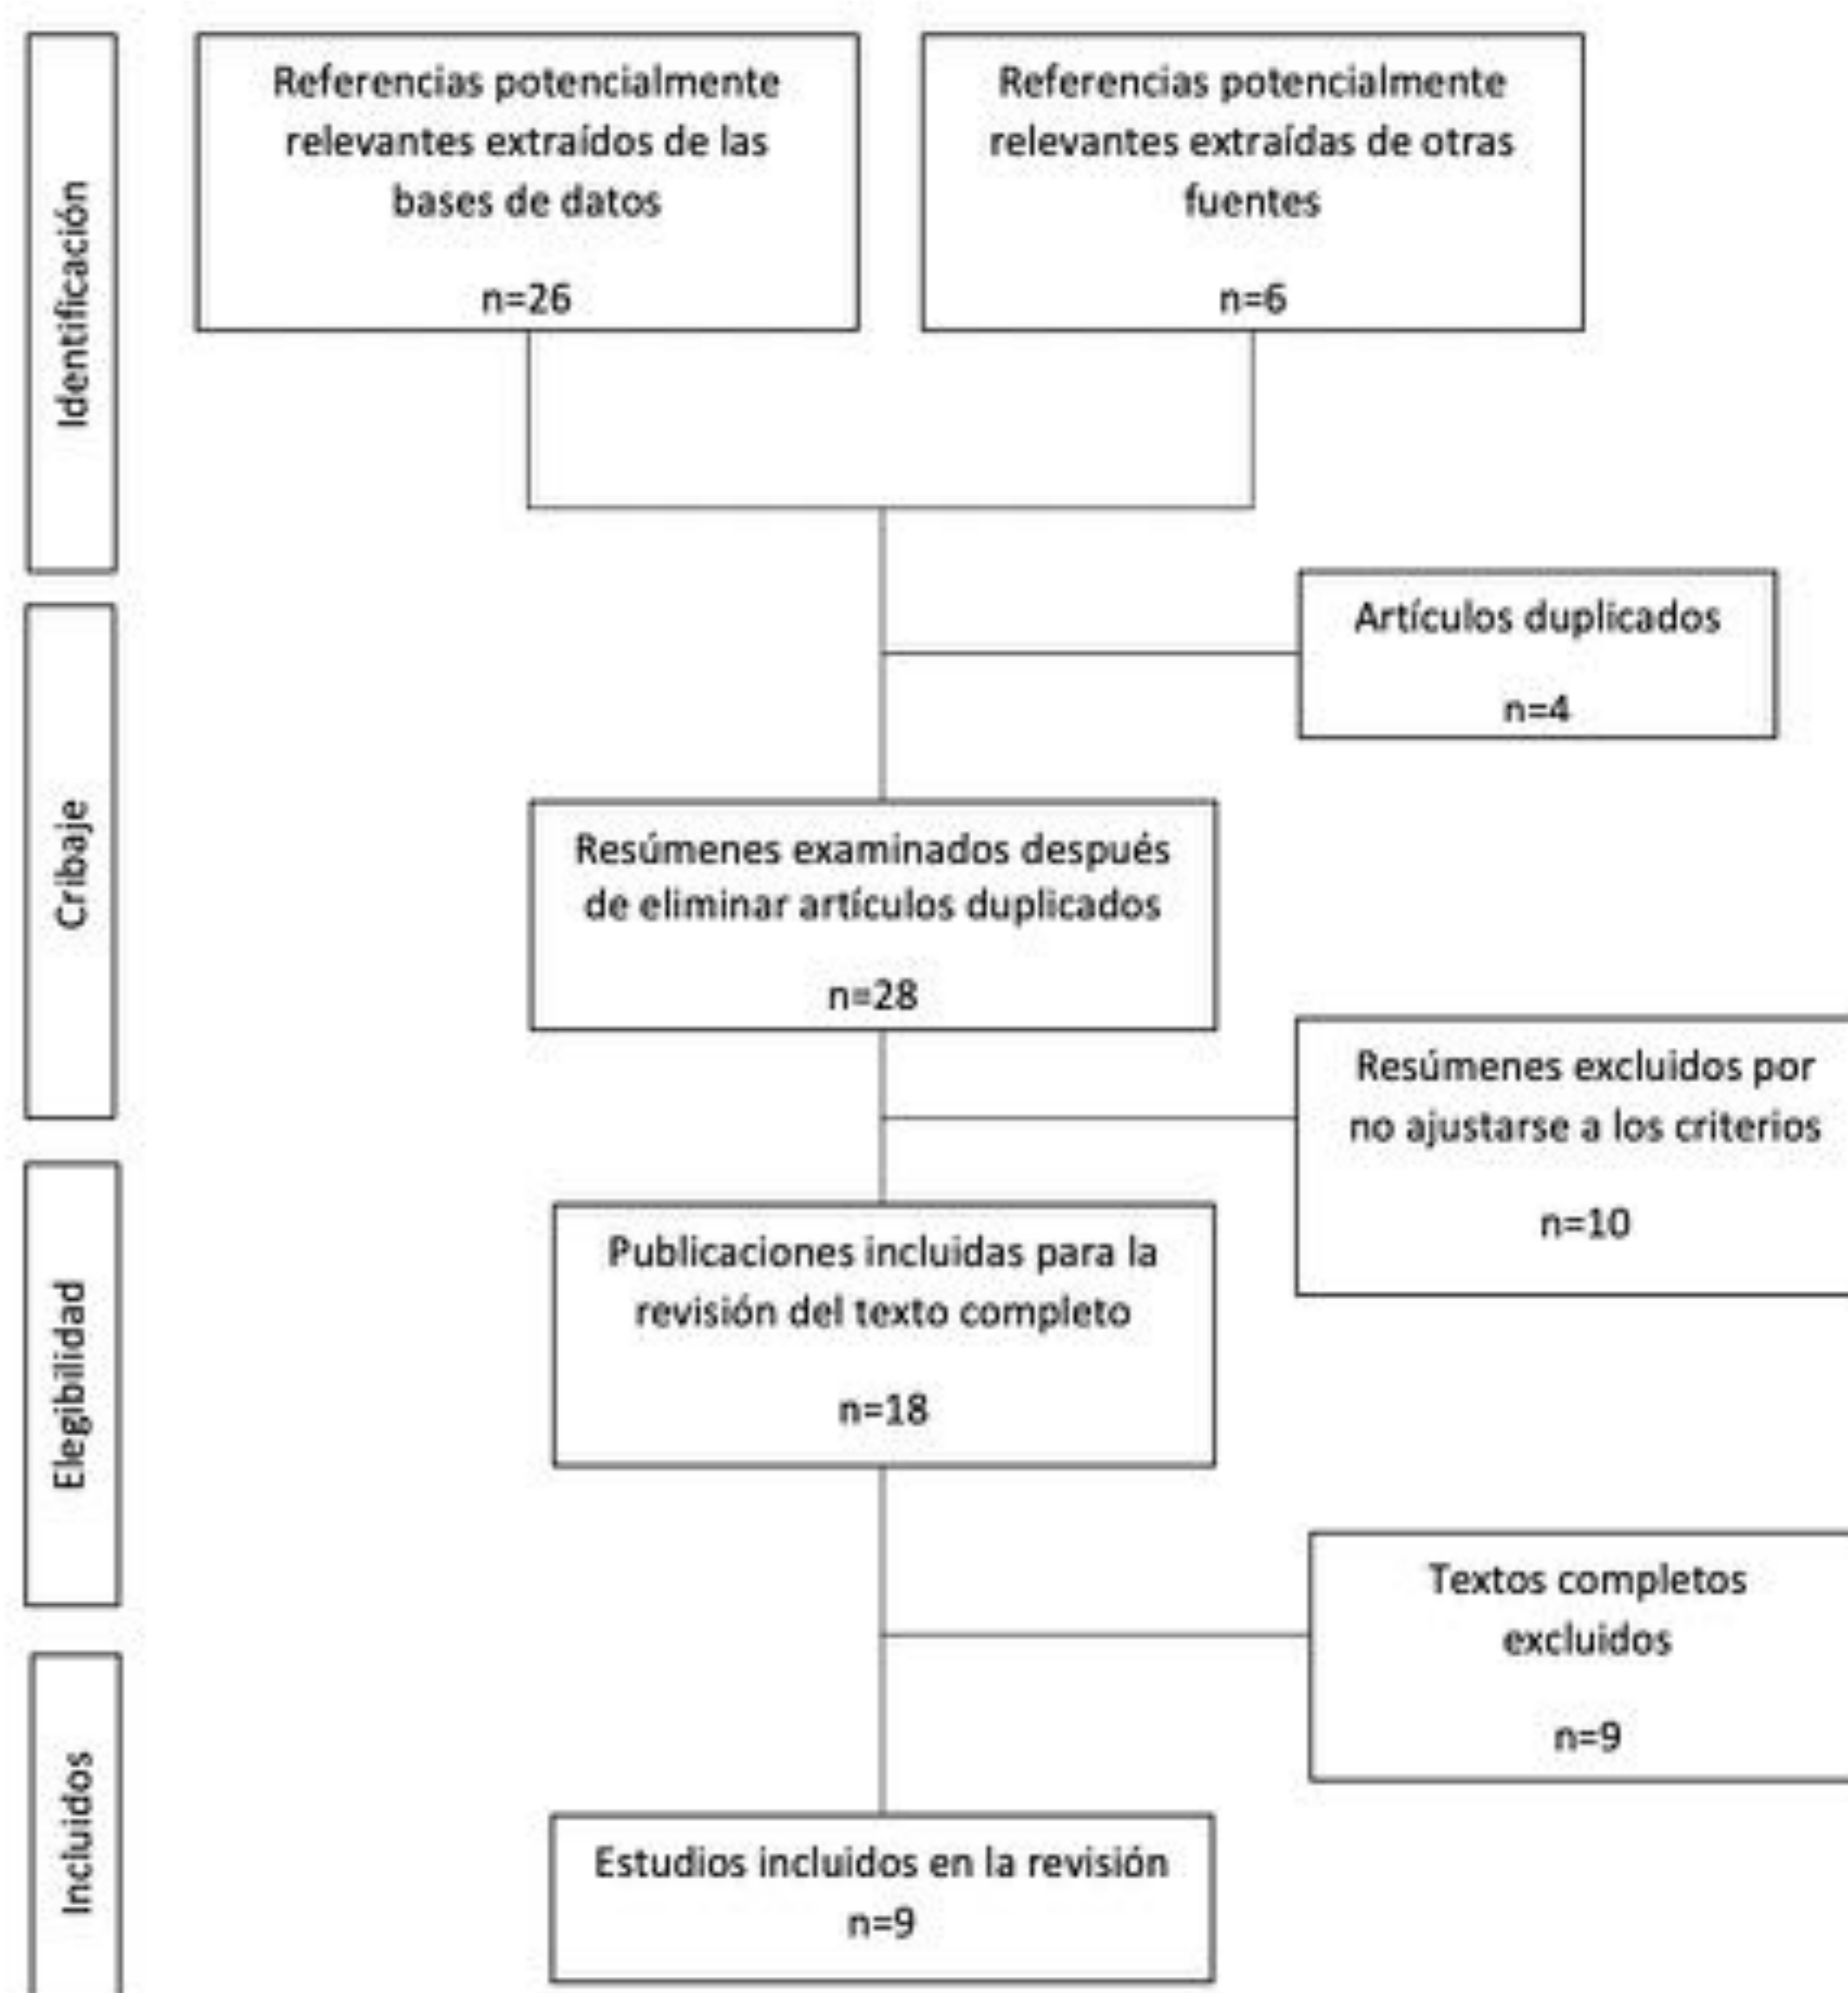 Identificación
Referencias potencialmente
relevantes extraídos de las
bases de datos
n=26
Referencias potencialmente
relevantes extraídas de otras
fuentes
n=6
Cribaje
Artículos duplicados
n=4
Resúmenes examinados después
de eliminar artículos duplicados
n=28
Resúmenes excluidos por
no ajustarse a los criterios
n=10
Elegibilidad
Publicaciones incluidas para la
revisión del texto completo
n=18
Textos completos
excluidos
n=9
Incluidos
Estudios incluidos en la revisión
n=9